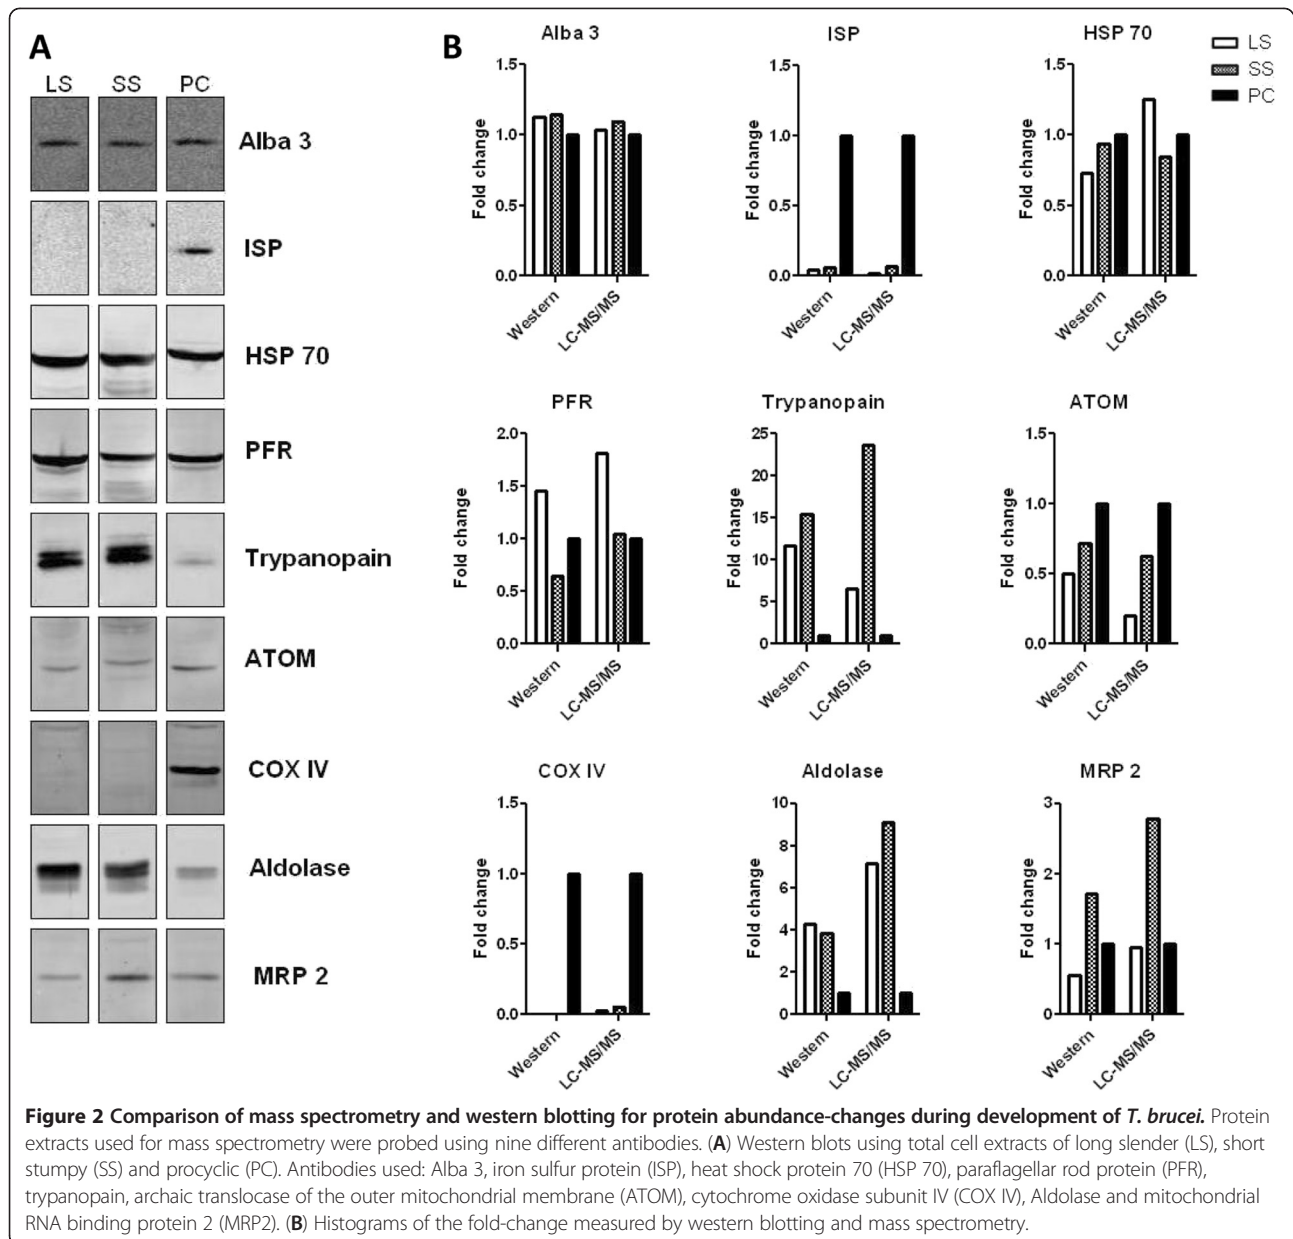 A
LS SS PC
Alba 3
ISP
HSP 70
PFR
Trypanopain
ATOM
COX IV
Aldolase
MRP 2
B
Alba 3
Fold change
1.5
1.0
0.5
0.0
Western
LC-MS/MS
ISP
Fold change
1.5
1.0
0.5
0.0
Western
LC-MS/MS
HSP 70
Fold change
1.5
1.0
0.5
0.0
Western
LC-MS/MS
LS
SS
PC
PFR
Fold change
2.0
1.5
1.0
0.5
0.0
Western
LC-MS/MS
Trypanopain
Fold change
25
20
15
10
5
0
Western
LC-MS/MS
ATOM
Fold change
1.5
1.0
0.5
0.0
Western
LC-MS/MS
COX IV
Fold change
1.5
1.0
0.5
0.0
Western
LC-MS/MS
Aldolase
Fold change
10
8
6
4
2
0
Western
LC-MS/MS
MRP 2
Fold change
3
2
1
0
Western
LC-MS/MS
Figure 2 Comparison of mass spectrometry and western blotting for protein abundance-changes during development of T. brucei. Protein
extracts used for mass spectrometry were probed using nine different antibodies. (A) Western blots using total cell extracts of long slender (LS), short
stumpy (SS) and procyclic (PC). Antibodies used: Alba 3, iron sulfur protein (ISP), heat shock protein 70 (HSP 70), paraflagellar rod protein (PFR),
trypanopain, archaic translocase of the outer mitochondrial membrane (ATOM), cytochrome oxidase subunit IV (COX IV), Aldolase and mitochondrial
RNA binding protein 2 (MRP2). (B) Histograms of the fold-change measured by western blotting and mass spectrometry.